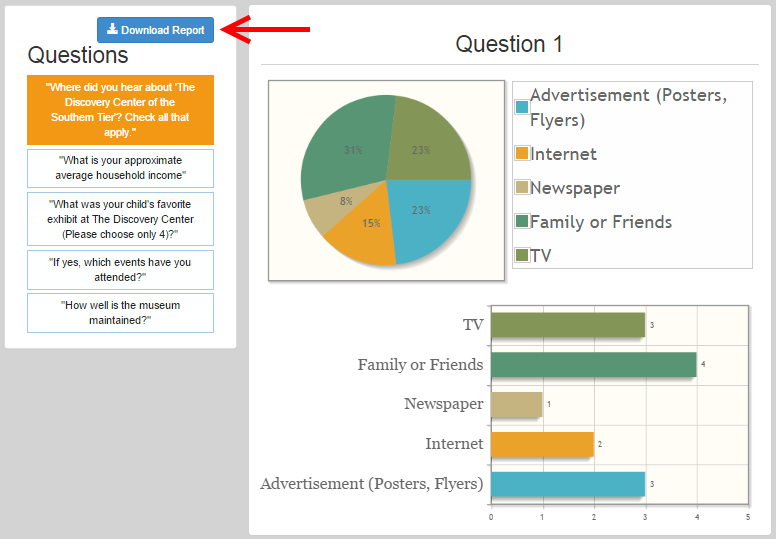 Download Report
Questions
"Where did you hear about 'The
Discovery Center of the
Southern Tier'? Check all that
apply."
"What is your approximate
average household income"
"What was your child's favorite
exhibit at The Discovery Center
(Please choose only 4)?"
"If yes, which events have you
attended?"
"How well is the museum
maintained?"
Question 1
31%
23%
8%
15%
23%
Advertisement (Posters,
Flyers)
Internet
Newspaper
Family or Friends
TV
TV
3
Family or Friends
4
Newspaper
1
Internet
2
Advertisement (Posters, Flyers)
3
0 1 2 3 4 5